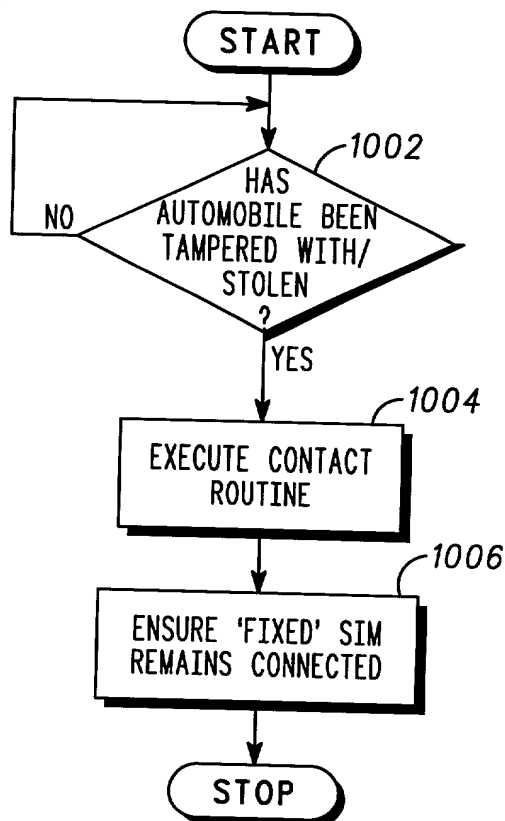 START
1002
HAS
AUTOMOBILE BEEN
TAMPERED WITH/
STOLEN
?
NO
YES
1004
EXECUTE CONTACT
ROUTINE
1006
ENSURE 'FIXED' SIM
REMAINS CONNECTED
STOP